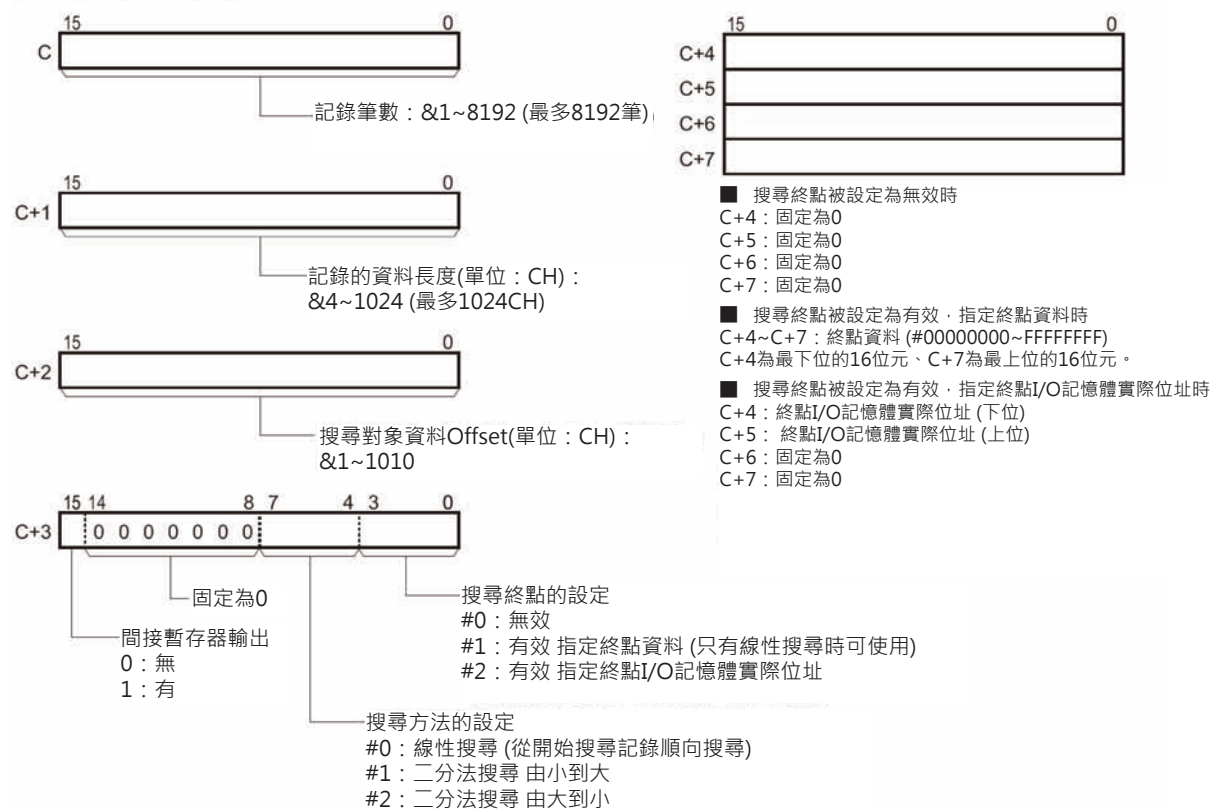 15 0
C
記錄筆數：&1~8192 (最多8192筆)
15 0
C+1
記錄的資料長度(單位：CH)：
&4~1024 (最多1024CH)
15 0
C+2
搜尋對象資料Offset(單位：CH)：
&1~1010
15 14 8 7 4 3 0
C+3 0 0 0 0 0 0 0
固定為0
間接暫存器輸出
0：無
1：有
搜尋終點的設定
#0：無效
#1：有效 指定終點資料 (只有線性搜尋時可使用)
#2：有效 指定終點I/O記憶體實際位址
搜尋方法的設定
#0：線性搜尋 (從開始搜尋記錄順向搜尋)
#1：二分法搜尋 由小到大
#2：二分法搜尋 由大到小
15 0
C+4
C+5
C+6
C+7
■ 搜尋終點被設定為無效時
C+4：固定為0
C+5：固定為0
C+6：固定為0
C+7：固定為0
■ 搜尋終點被設定為有效，指定終點資料時
C+4~C+7：終點資料 (#00000000~FFFFFFFF)
C+4為最下位的16位元、C+7為最上位的16位元。
■ 搜尋終點被設定為有效，指定終點I/O記憶體實際位址時
C+4：終點I/O記憶體實際位址 (下位)
C+5： 終點I/O記憶體實際位址 (上位)
C+6：固定為0
C+7：固定為0